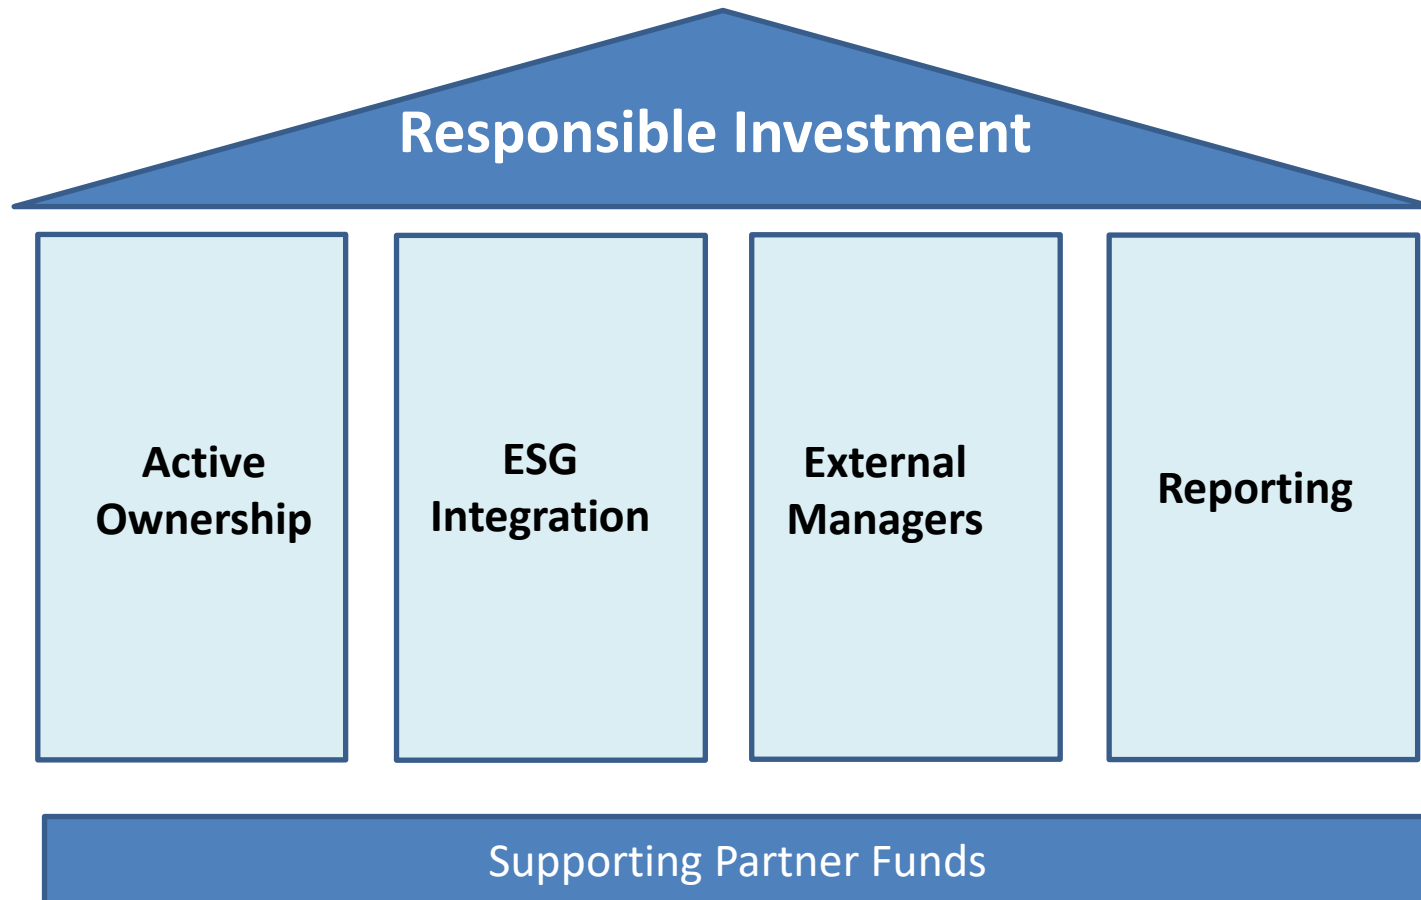 Responsible Investment
Active
Ownership
ESG
Integration
External
Managers
Reporting
Supporting Partner Funds